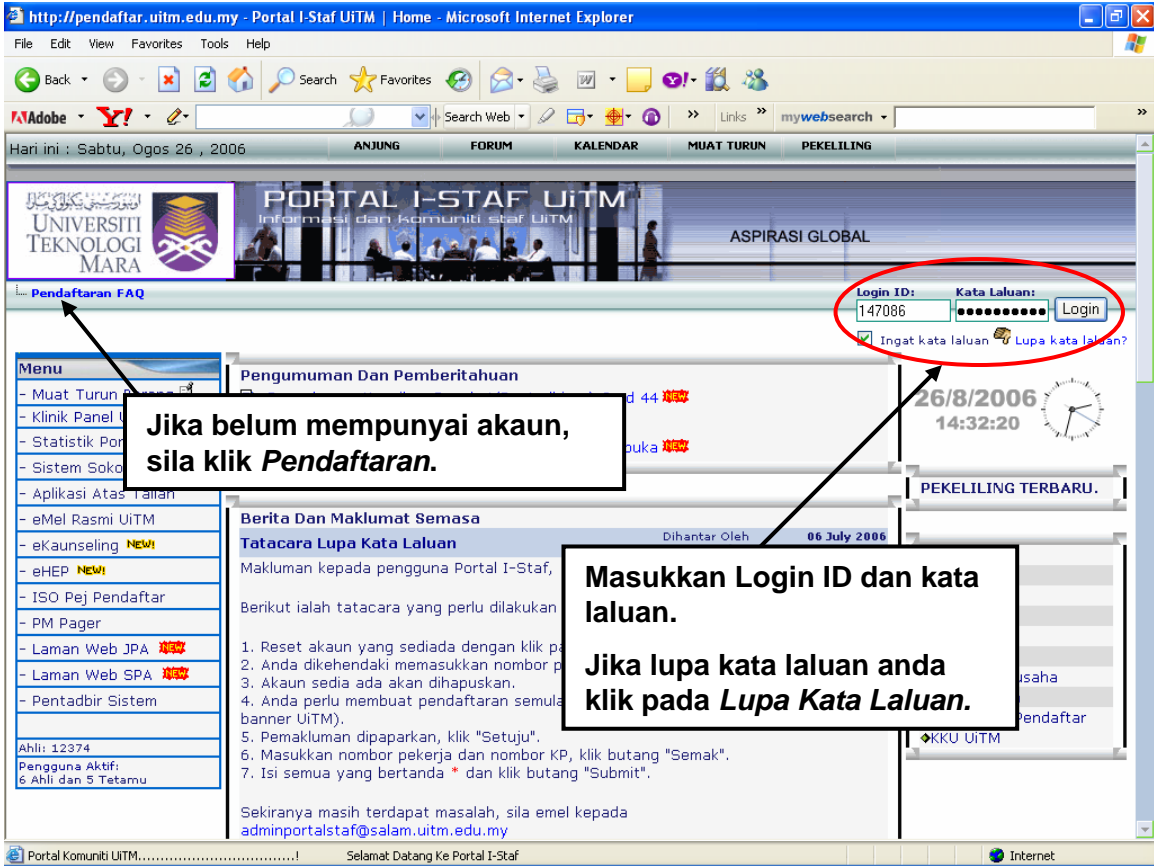 http://pendaftar.uitm.edu.my - Portal I-Staf UiTM | Home - Microsoft Internet Explorer
File Edit View Favorites Tools Help
Back Search Favorites
Adobe Y! Search Web Links mywebsearch
Hari ini : Sabtu, Ogos 26 , 2006 ANJUNG FORUM KALENDAR MUAT TURUN PEKELILING
UNIVERSITI
TEKNOLOGI
MARA
PORTAL I-STAF UiTM
Informasi dan komuniti staf UiTM
ASPIRASI GLOBAL
Pendaftaran FAQ
Login ID: Kata Laluan:
147086 ●●●●●●●●●● Login
Ingat kata laluan Lupa kata laluan?
Menu
- Muat Turun
- Klinik Panel
- Statistik
- Sistem
- Aplikasi Atas Talian
- eMel Rasmi UiTM
- eKaunseling NEW!
- eHEP NEW!
- ISO Pej Pendaftar
- PM Pager
- Laman Web JPA NEW
- Laman Web SPA NEW
- Pentadbir Sistem
Ahli: 12374
Pengguna Aktif:
6 Ahli dan 5 Tetamu
Pengumuman Dan Pemberitahuan
44 NEW
NEW
Jika belum mempunyai akaun,
sila klik Pendaftaran.
Berita Dan Maklumat Semasa
Tatacara Lupa Kata Laluan Dihantar Oleh 06 July 2006
Makluman kepada pengguna Portal I-Staf,
Berikut ialah tatacara yang perlu dilakukan
1. Reset akaun yang sediada dengan klik
2. Anda dikehendaki memasukkan nombor
3. Akaun sedia ada akan dihapuskan.
4. Anda perlu membuat pendaftaran semula
banner UiTM).
5. Pemakluman dipaparkan, klik "Setuju".
6. Masukkan nombor pekerja dan nombor KP, klik butang "Semak".
7. Isi semua yang bertanda * dan klik butang "Submit".
Sekiranya masih terdapat masalah, sila emel kepada
adminportalstaf@salam.uitm.edu.my
Masukkan Login ID dan kata
laluan.
Jika lupa kata laluan anda
klik pada Lupa Kata Laluan.
26/8/2006
14:32:20
PEKELILING TERBARU.
Pendaftar
KKU UiTM
Portal Komuniti UiTM..................................! Selamat Datang Ke Portal I-Staf Internet